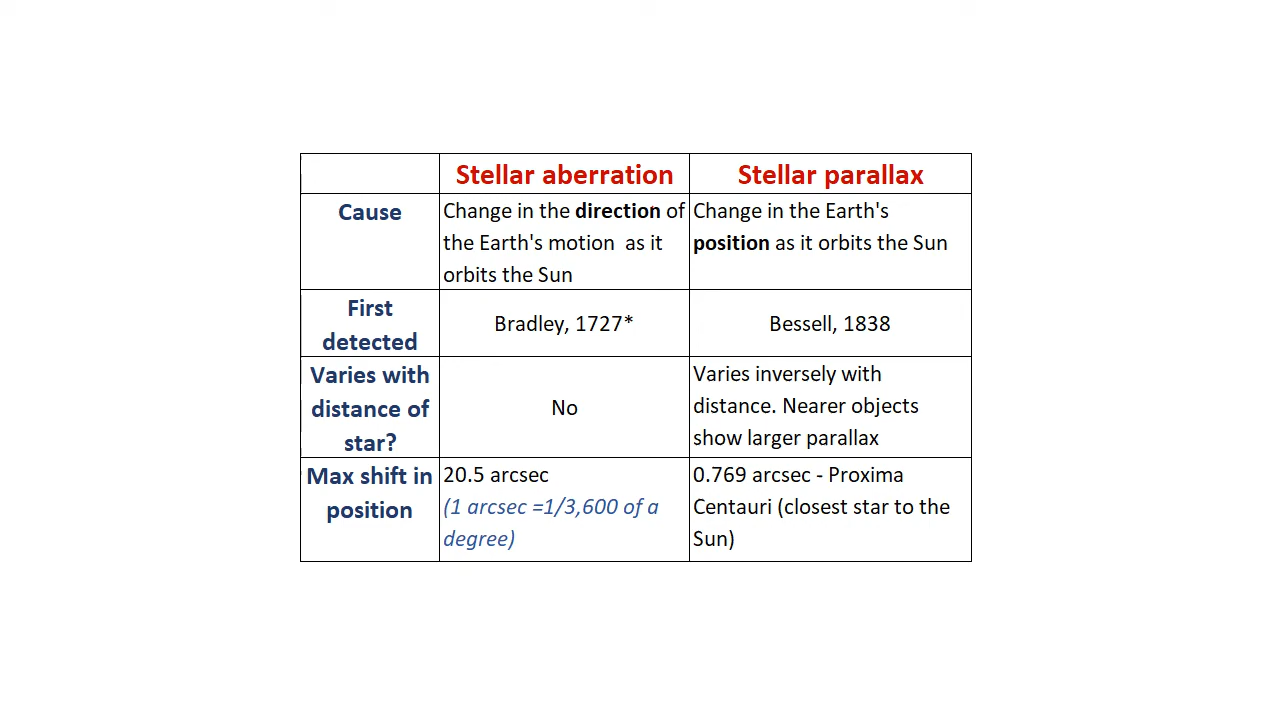 Stellar aberration Stellar parallax
Cause
Change in the direction of
the Earth's motion as it
orbits the Sun
Change in the Earth's
position as it orbits the Sun
First
detected
Bradley, 1727*
Bessell, 1838
Varies with
distance of
star?
No
Varies inversely with
distance. Nearer objects
show larger parallax
Max shift in
position
20.5 arcsec
(1 arcsec =1/3,600 of a
degree)
0.769 arcsec - Proxima
Centauri (closest star to the
Sun)